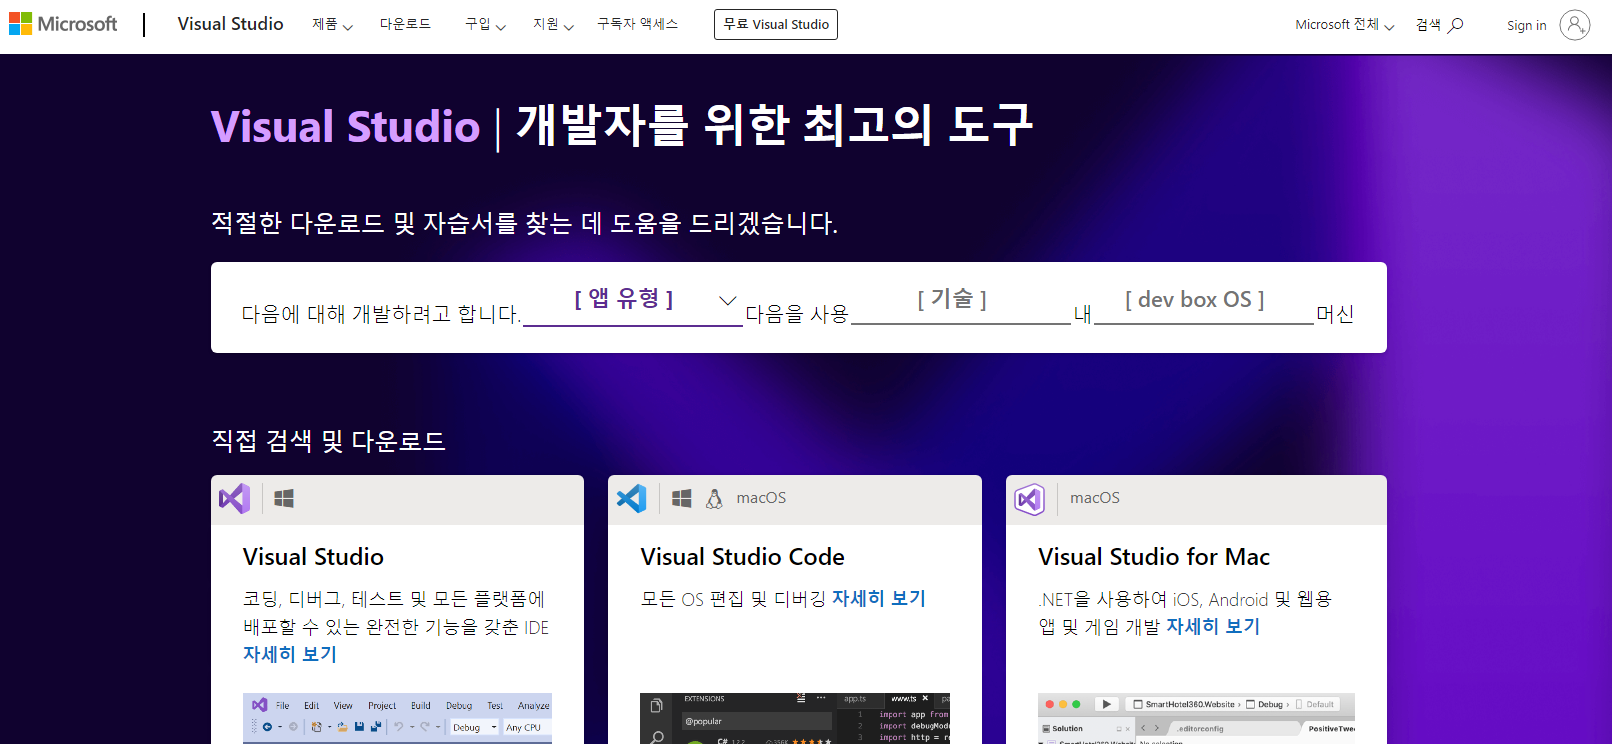 Microsoft | Visual Studio 제품 다운로드 구입 지원 구독자 액세스 무료 Visual Studio Microsoft 전체 검색 Sign in
Visual Studio | 개발자를 위한 최고의 도구
적절한 다운로드 및 자습서를 찾는 데 도움을 드리겠습니다.
다음에 대해 개발하려고 합니다. [ 앱 유형 ] 다음을 사용 [ 기술 ] 내 [ dev box OS ] 머신
직접 검색 및 다운로드
Visual Studio
코딩, 디버그, 테스트 및 모든 플랫폼에
배포할 수 있는 완전한 기능을 갖춘 IDE
자세히 보기
File Edit View Project Build Debug Test Analyze
Debug Any CPU
macOS
Visual Studio Code
모든 OS 편집 및 디버깅 자세히 보기
EXTENSIONS ··· app.ts www.ts
@popular
1 import app from
2 import debugModu
3 import http = re
C# 1.2.2 356K
macOS
Visual Studio for Mac
.NET을 사용하여 iOS, Android 및 웹용
앱 및 게임 개발 자세히 보기
SmartHotel360.Website › Debug › Default
Solution .editorconfig PositiveTwee
SmartHotel360.Website No selection